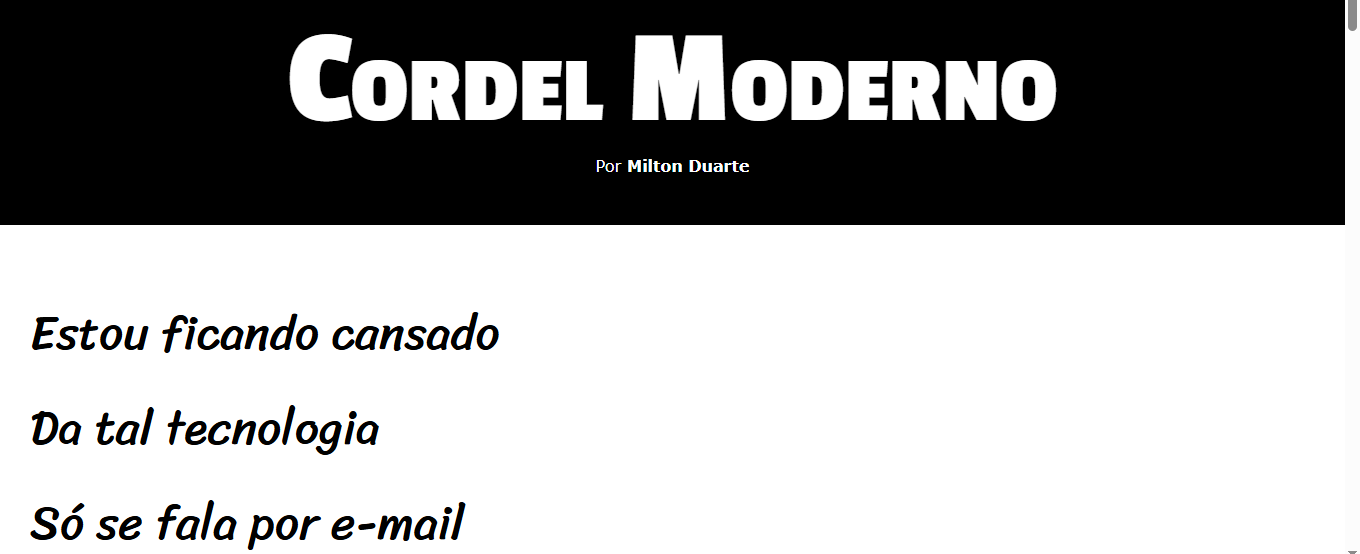 Cordel Moderno
Por Milton Duarte
Estou ficando cansado
Da tal tecnologia
Só se fala por e-mail